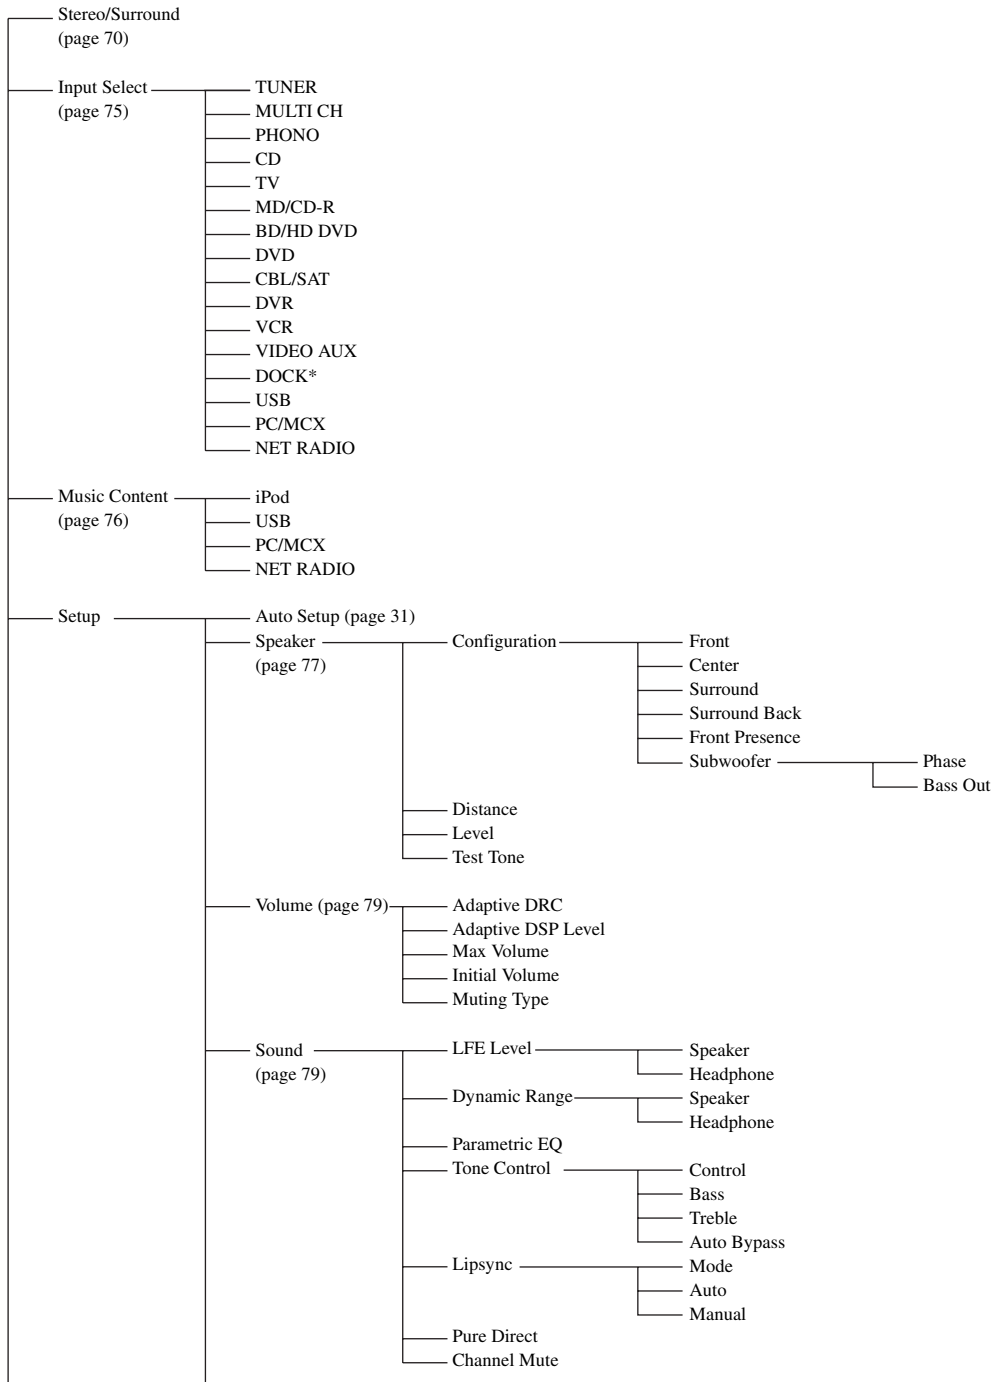 Stereo/Surround
(page 70)
Input Select
(page 75)
TUNER
MULTI CH
PHONO
CD
TV
MD/CD-R
BD/HD DVD
DVD
CBL/SAT
DVR
VCR
VIDEO AUX
DOCK*
USB
PC/MCX
NET RADIO
Music Content
(page 76)
iPod
USB
PC/MCX
NET RADIO
Setup
Auto Setup (page 31)
Speaker
(page 77)
Configuration
Front
Center
Surround
Surround Back
Front Presence
Subwoofer
Phase
Bass Out
Distance
Level
Test Tone
Volume (page 79)
Adaptive DRC
Adaptive DSP Level
Max Volume
Initial Volume
Muting Type
Sound
(page 79)
LFE Level
Speaker
Headphone
Dynamic Range
Speaker
Headphone
Parametric EQ
Tone Control
Control
Bass
Treble
Auto Bypass
Lipsync
Mode
Auto
Manual
Pure Direct
Channel Mute